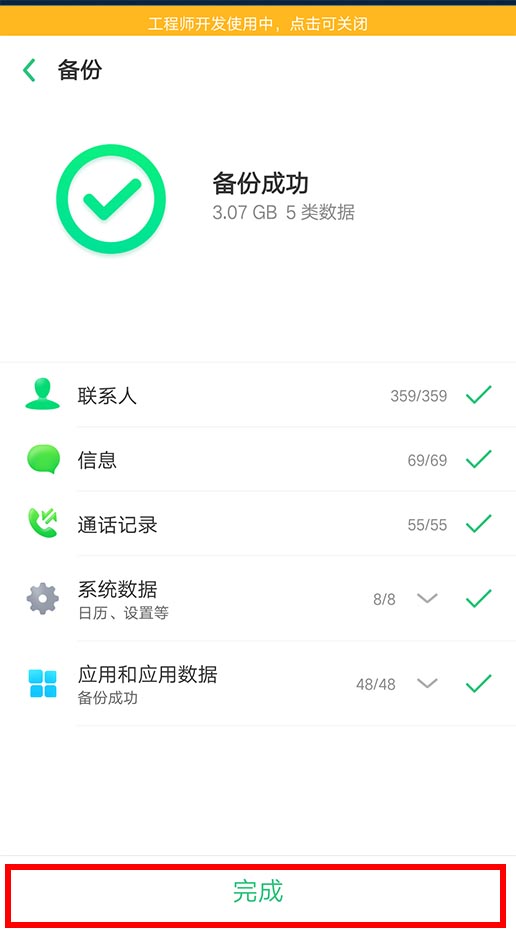 工程师开发使用中，点击可关闭
备份
备份成功
3.07 GB 5 类数据
联系人 359/359
信息 69/69
通话记录 55/55
系统数据 8/8
日历、设置等
应用和应用数据 48/48
备份成功
完成